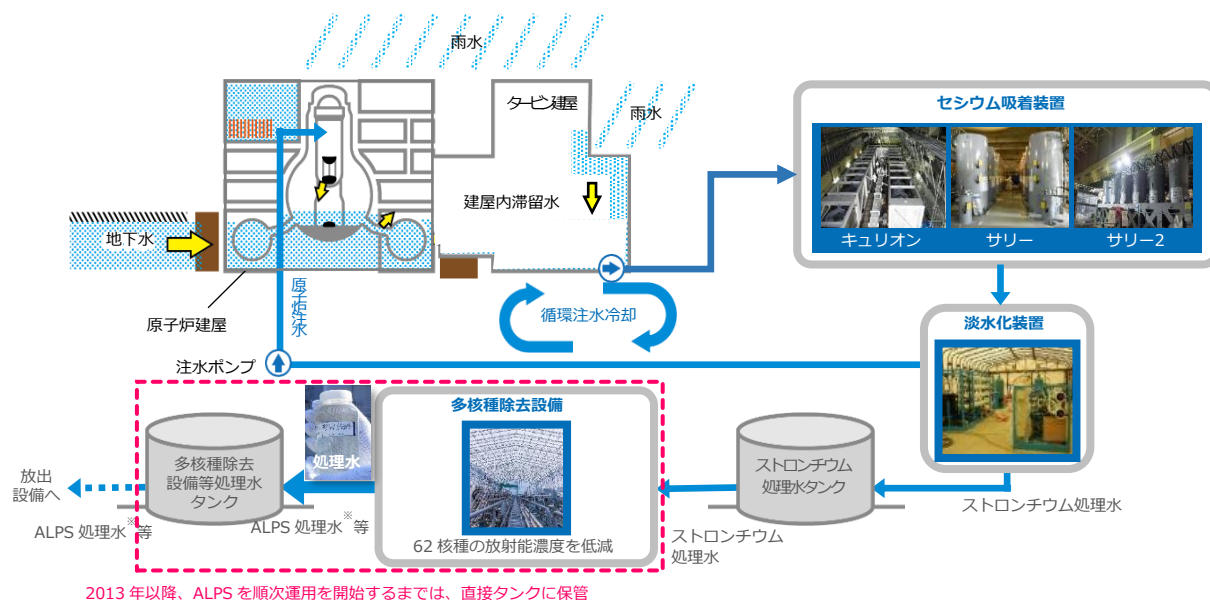 雨水
タービン建屋
雨水
セシウム吸着装置
キュリオン
サリー
サリー2
建屋内滞留水
地下水
原子炉建屋
原子炉注水
循環注水冷却
淡水化装置
注水ポンプ
多核種除去設備
処理水
多核種除去
設備等処理水
タンク
ストロンチウム
処理水タンク
放出
設備へ
ALPS 処理水※等
ALPS 処理水※等
62 核種の放射能濃度を低減
ストロンチウム
処理水
ストロンチウム処理水
2013 年以降、ALPS を順次運用を開始するまでは、直接タンクに保管